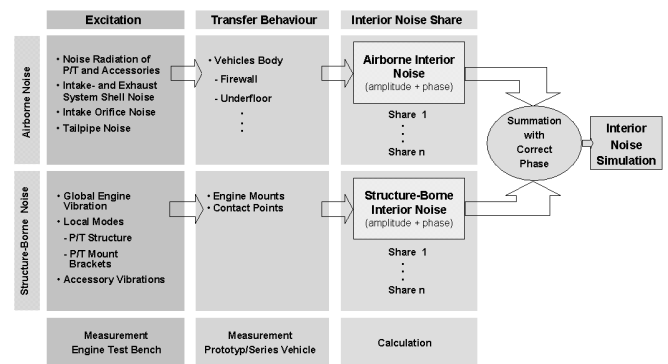 Excitation
Transfer Behaviour
Interior Noise Share
Airborne Noise
• Noise Radiation of
P/T and Accessories
• Intake- and Exhaust
System Shell Noise
• Intake Orifice Noise
• Tailpipe Noise
• Vehicles Body
- Firewall
- Underfloor
Airborne Interior
Noise
(amplitude + phase)
Share 1
Share n
Summation
with
Correct
Phase
Interior
Noise
Simulation
Structure-Borne Noise
• Global Engine
Vibration
• Local Modes
- P/T Structure
- P/T Mount
Brackets
• Accessory Vibrations
• Engine Mounts
• Contact Points
Structure-Borne
Interior Noise
(amplitude + phase)
Share 1
Share n
Measurement
Engine Test Bench
Measurement
Prototyp/Series Vehicle
Calculation